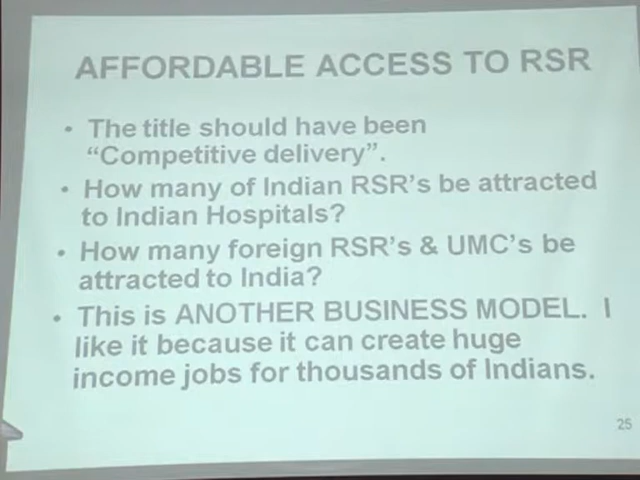 AFFORDABLE ACCESS TO RSR
• The title should have been
"Competitive delivery".
• How many of Indian RSR's be attracted
to Indian Hospitals?
• How many foreign RSR's & UMC's be
attracted to India?
• This is ANOTHER BUSINESS MODEL. I
like it because it can create huge
income jobs for thousands of Indians.
25